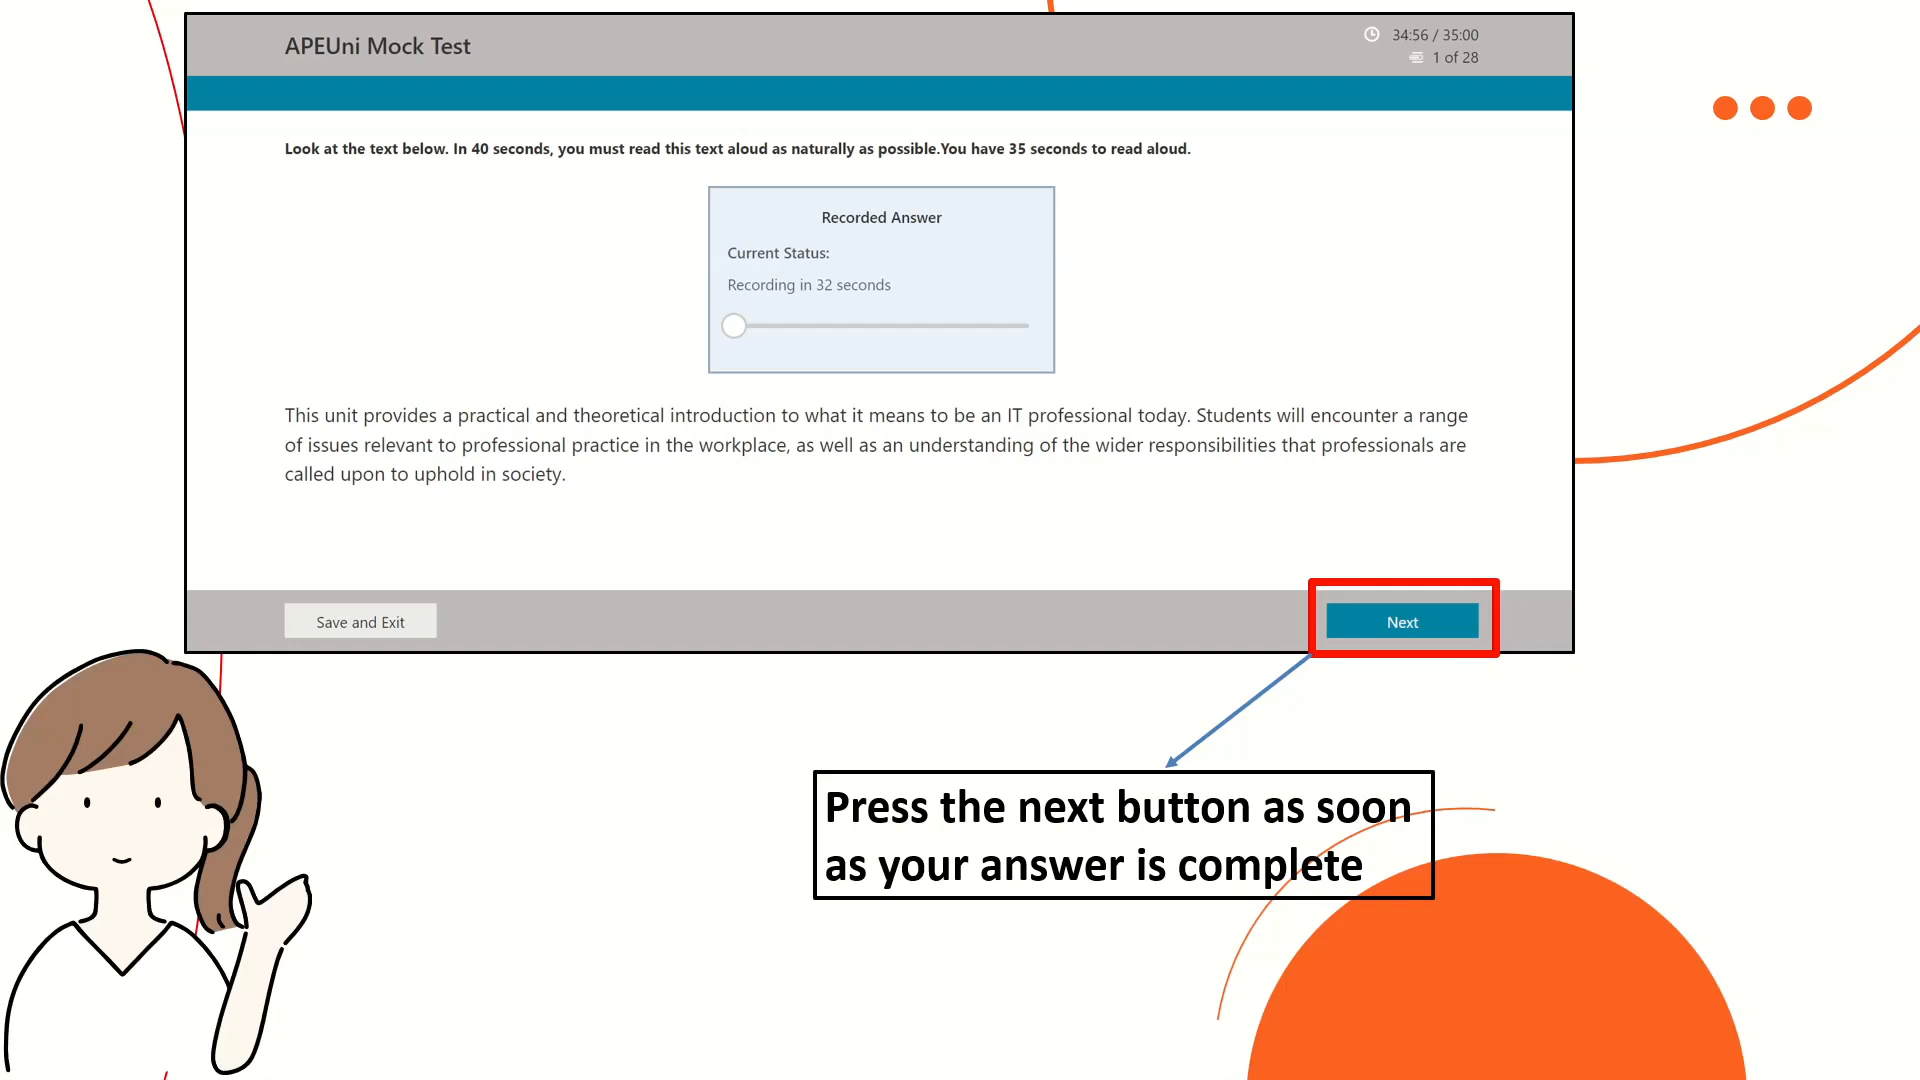 APEUni Mock Test
34:56 / 35:00
1 of 28
Look at the text below. In 40 seconds, you must read this text aloud as naturally as possible.You have 35 seconds to read aloud.
Recorded Answer
Current Status:
Recording in 32 seconds
This unit provides a practical and theoretical introduction to what it means to be an IT professional today. Students will encounter a range
of issues relevant to professional practice in the workplace, as well as an understanding of the wider responsibilities that professionals are
called upon to uphold in society.
Save and Exit
Next
Press the next button as soon
as your answer is complete